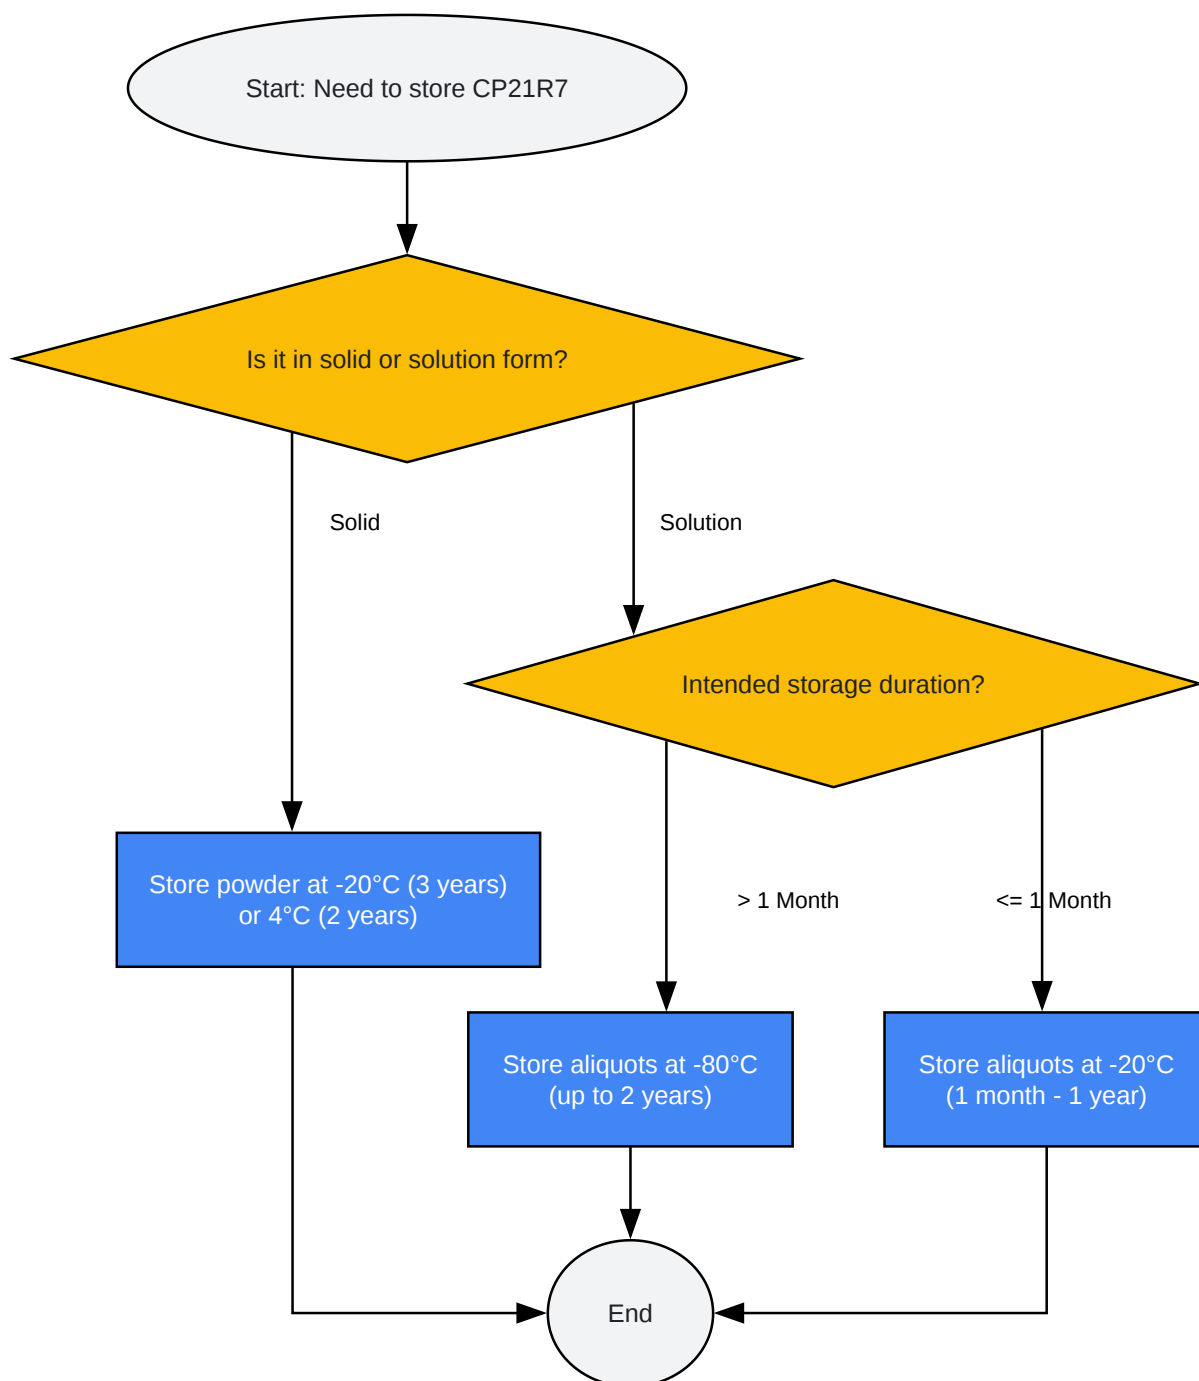 Start: Need to store CP21R7
Is it in solid or solution form?
Solid
Solution
Intended storage duration?
Store powder at -20°C (3 years)
or 4°C (2 years)
> 1 Month
<= 1 Month
Store aliquots at -80°C
(up to 2 years)
Store aliquots at -20°C
(1 month - 1 year)
End